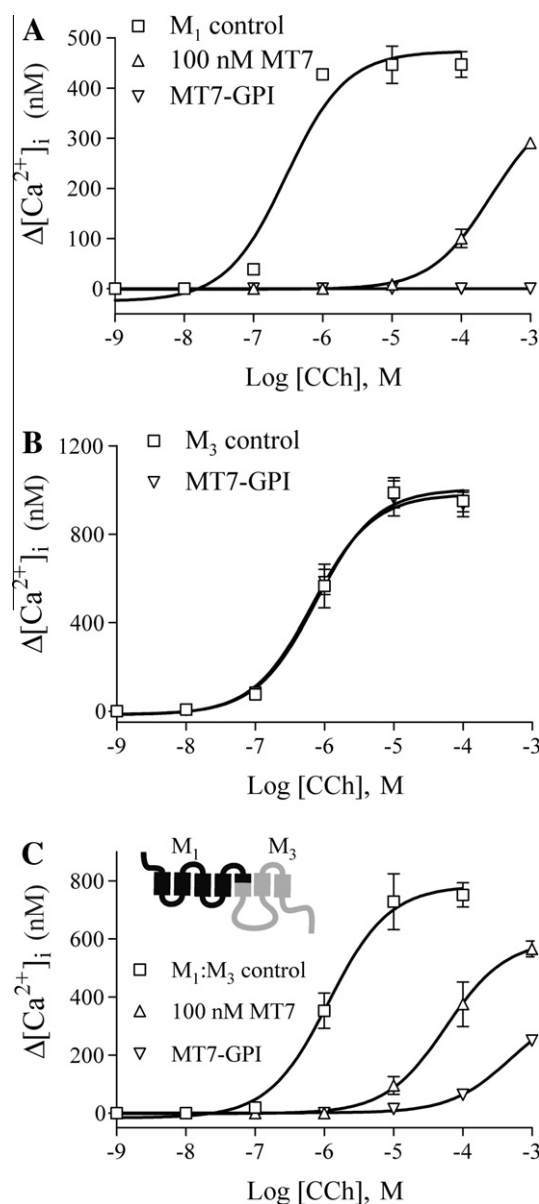 A
M₁ control
100 nM MT7
MT7-GPI
Δ[Ca²⁺]ᵢ (nM)
500
400
300
200
100
0
-9 -8 -7 -6 -5 -4 -3
Log [CCh], M
B
M₃ control
MT7-GPI
Δ[Ca²⁺]ᵢ (nM)
1200
800
400
0
-9 -8 -7 -6 -5 -4 -3
Log [CCh], M
C
M₁ M₃
M₁:M₃ control
100 nM MT7
MT7-GPI
Δ[Ca²⁺]ᵢ (nM)
800
600
400
200
0
-9 -8 -7 -6 -5 -4 -3
Log [CCh], M